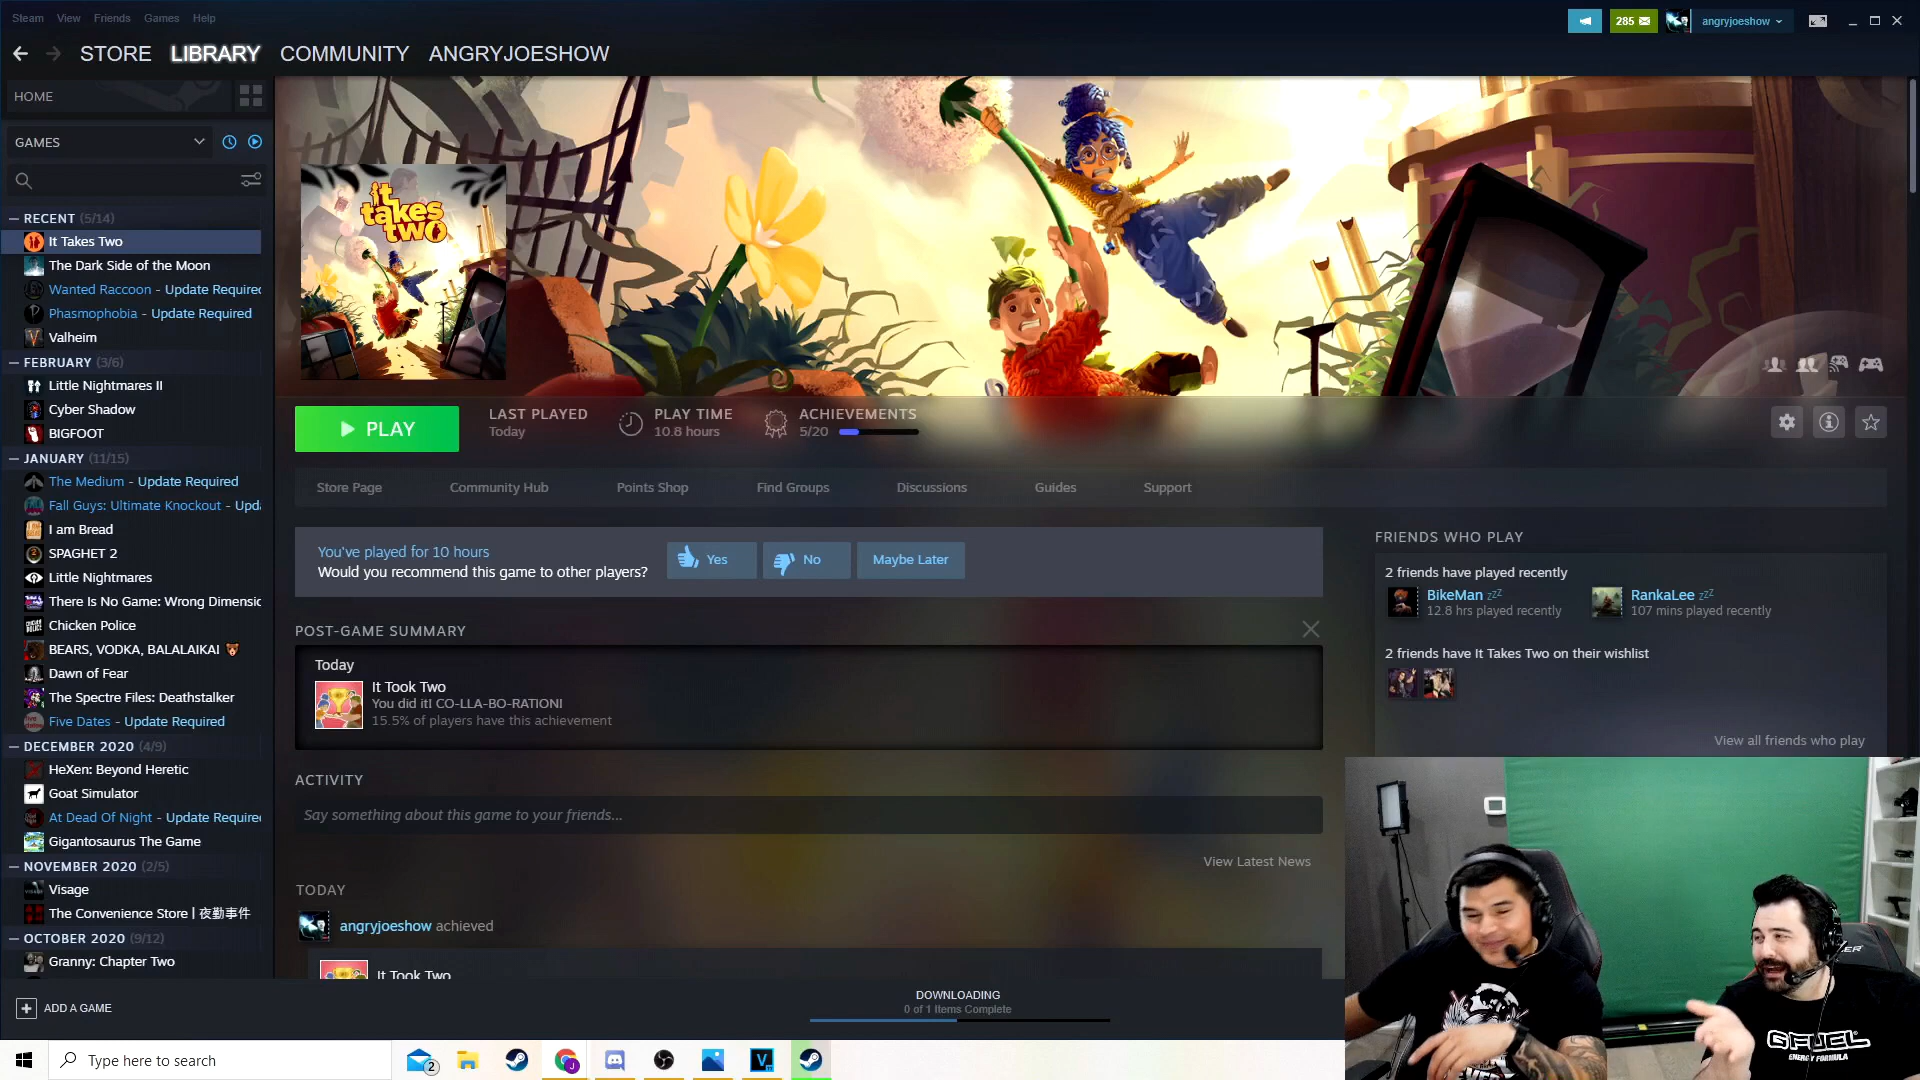 Steam View Friends Games Help
285
angryjoeshow
STORE LIBRARY COMMUNITY ANGRYJOESHOW
HOME
GAMES
RECENT (5/14)
It Takes Two
The Dark Side of the Moon
Wanted Raccoon - Update Required
Phasmophobia - Update Required
Valheim
FEBRUARY (3/6)
Little Nightmares II
Cyber Shadow
BIGFOOT
JANUARY (11/15)
The Medium - Update Required
Fall Guys: Ultimate Knockout - Upda
I am Bread
SPAGHET 2
Little Nightmares
There Is No Game: Wrong Dimensic
Chicken Police
BEARS, VODKA, BALALAIKA! 🐻
Dawn of Fear
The Spectre Files: Deathstalker
Five Dates - Update Required
DECEMBER 2020 (4/9)
HeXen: Beyond Heretic
Goat Simulator
At Dead Of Night - Update Required
Gigantosaurus The Game
NOVEMBER 2020 (2/5)
Visage
The Convenience Store | 夜勤事件
OCTOBER 2020 (9/12)
Granny: Chapter Two
ADD A GAME
it takes two
PLAY
LAST PLAYED
Today
PLAY TIME
10.8 hours
ACHIEVEMENTS
5/20
Store Page Community Hub Points Shop Find Groups Discussions Guides Support
You've played for 10 hours
Would you recommend this game to other players?
Yes No Maybe Later
POST-GAME SUMMARY
Today
It Took Two
You did it! CO-LLA-BO-RATION!
15.5% of players have this achievement
ACTIVITY
Say something about this game to your friends...
View Latest News
TODAY
angryjoeshow achieved
It Took Two
FRIENDS WHO PLAY
2 friends have played recently
BikeMan zzZ
12.8 hrs played recently
RankaLee zzZ
107 mins played recently
2 friends have It Takes Two on their wishlist
View all friends who play
DOWNLOADING
0 of 1 Items Complete
Type here to search
2
GFUEL
ENERGY FORMULA